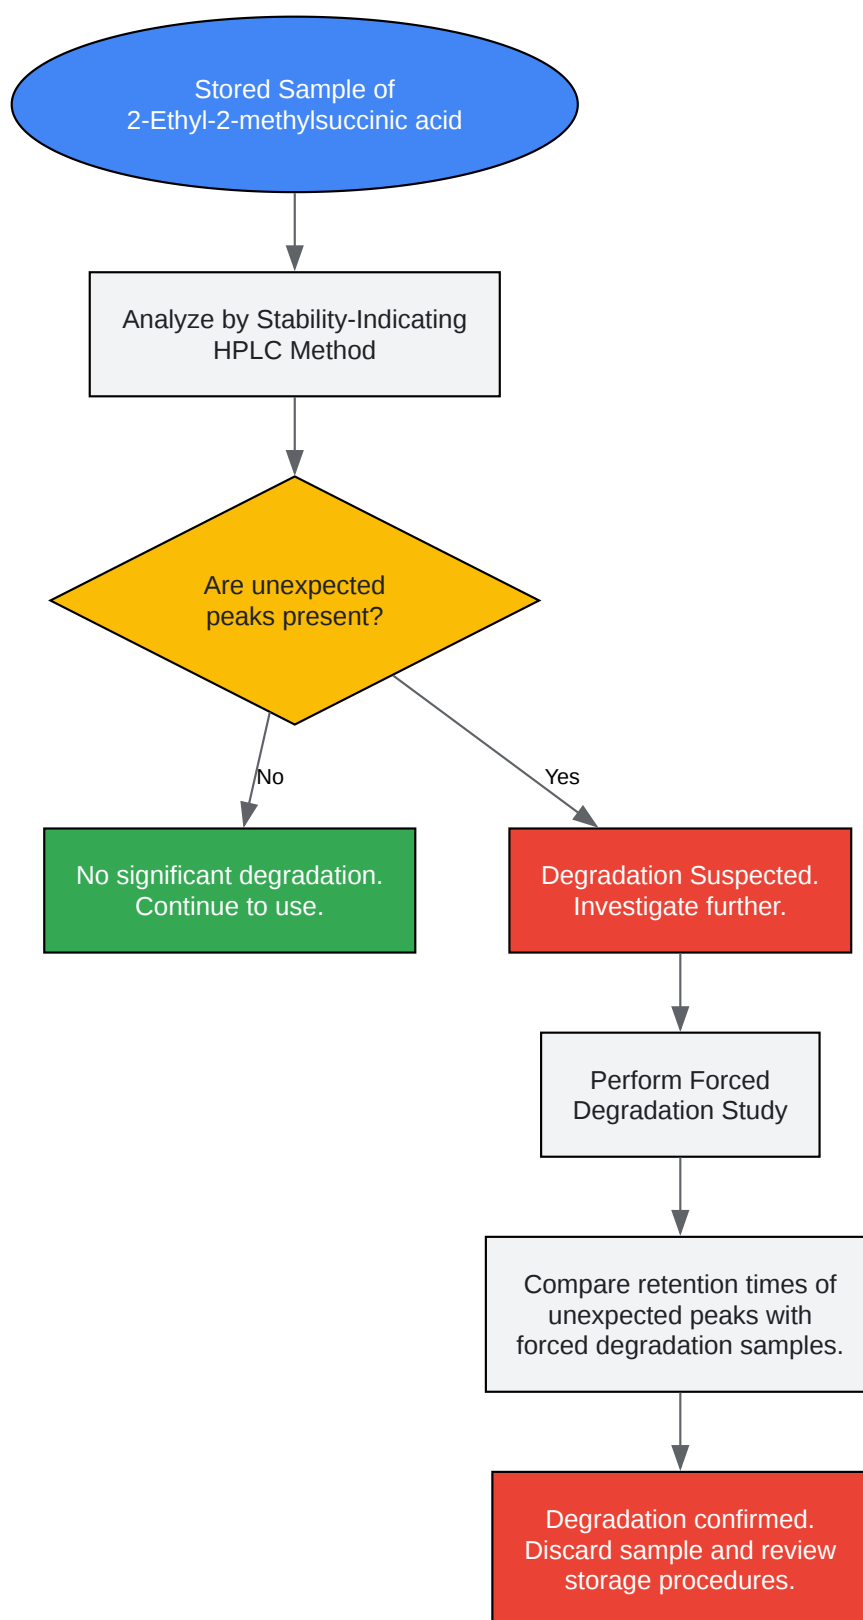 Stored Sample of
2-Ethyl-2-methylsuccinic acid
Analyze by Stability-Indicating
HPLC Method
Are unexpected
peaks present?
No
Yes
No significant degradation.
Continue to use.
Degradation Suspected.
Investigate further.
Perform Forced
Degradation Study
Compare retention times of
unexpected peaks with
forced degradation samples.
Degradation confirmed.
Discard sample and review
storage procedures.